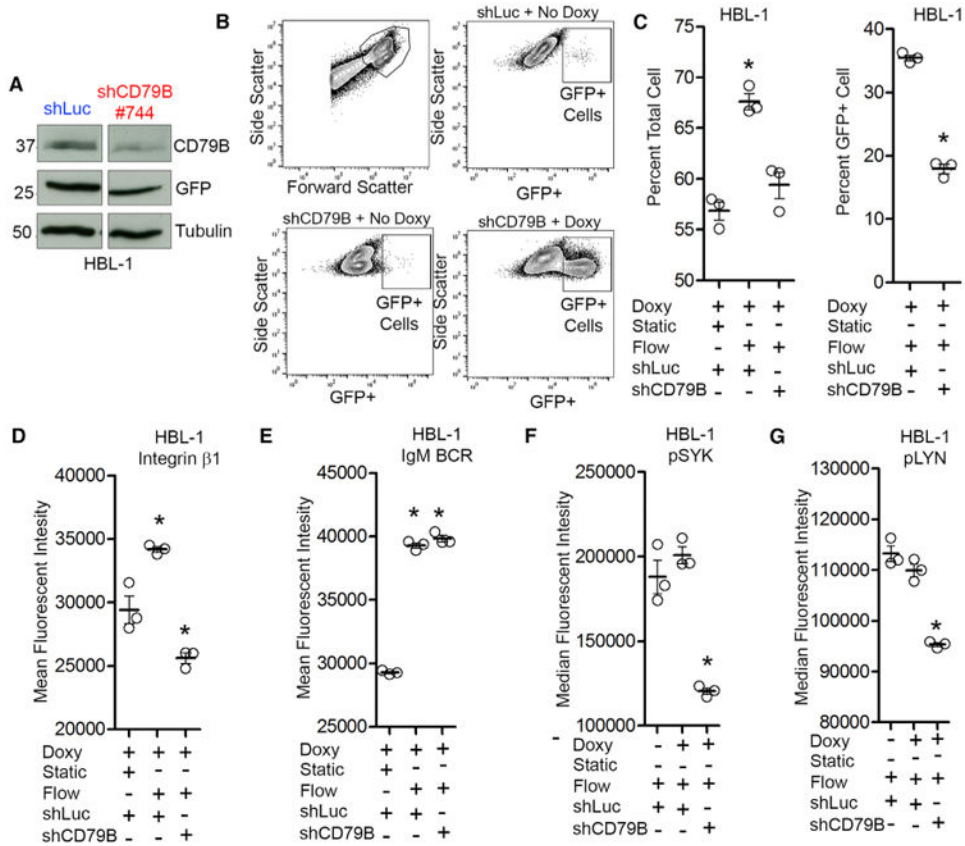 A
shLuc
shCD79B
#744
37
CD79B
25
GFP
50
Tubulin
HBL-1
B
Side Scatter
Forward Scatter
shLuc + No Doxy
Side Scatter
GFP+
Cells
GFP+
shCD79B + No Doxy
Side Scatter
GFP+
Cells
GFP+
shCD79B + Doxy
Side Scatter
GFP+
Cells
GFP+
C
HBL-1
Percent Total Cell
75
70
65
60
55
50
*
Doxy + + +
Static + - -
Flow - + +
shLuc + + -
shCD79B - - +
HBL-1
Percent GFP+ Cell
40
30
20
10
0
*
Doxy + +
Static - -
Flow + +
shLuc + -
shCD79B - +
D
HBL-1
Integrin β1
Mean Fluorescent Intesity
40000
35000
30000
25000
20000
* *
Doxy + + +
Static + - -
Flow - + +
shLuc + + -
shCD79B - - +
E
HBL-1
IgM BCR
Mean Fluorescent Intesity
45000
40000
35000
30000
25000
* *
Doxy + + +
Static + - -
Flow - + +
shLuc + + -
shCD79B - - +
F
HBL-1
pSYK
Median Fluorescent Intesity
250000
200000
150000
100000
*
- Doxy - + +
Static - - -
Flow + + +
shLuc + + -
shCD79B - - +
G
HBL-1
pLYN
Median Fluorescent Intesity
130000
120000
110000
100000
90000
80000
*
Doxy - + +
Static - - -
Flow + + +
shLuc + + -
shCD79B - - +